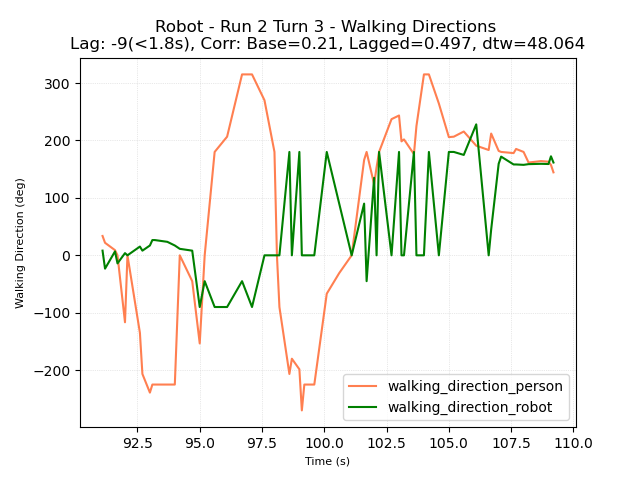 Robot - Run 2 Turn 3 - Walking Directions
Lag: -9(<1.8s), Corr: Base=0.21, Lagged=0.497, dtw=48.064
300
200
100
0
−100
−200
Walking Direction (deg)
walking_direction_person
walking_direction_robot
92.5 95.0 97.5 100.0 102.5 105.0 107.5 110.0
Time (s)